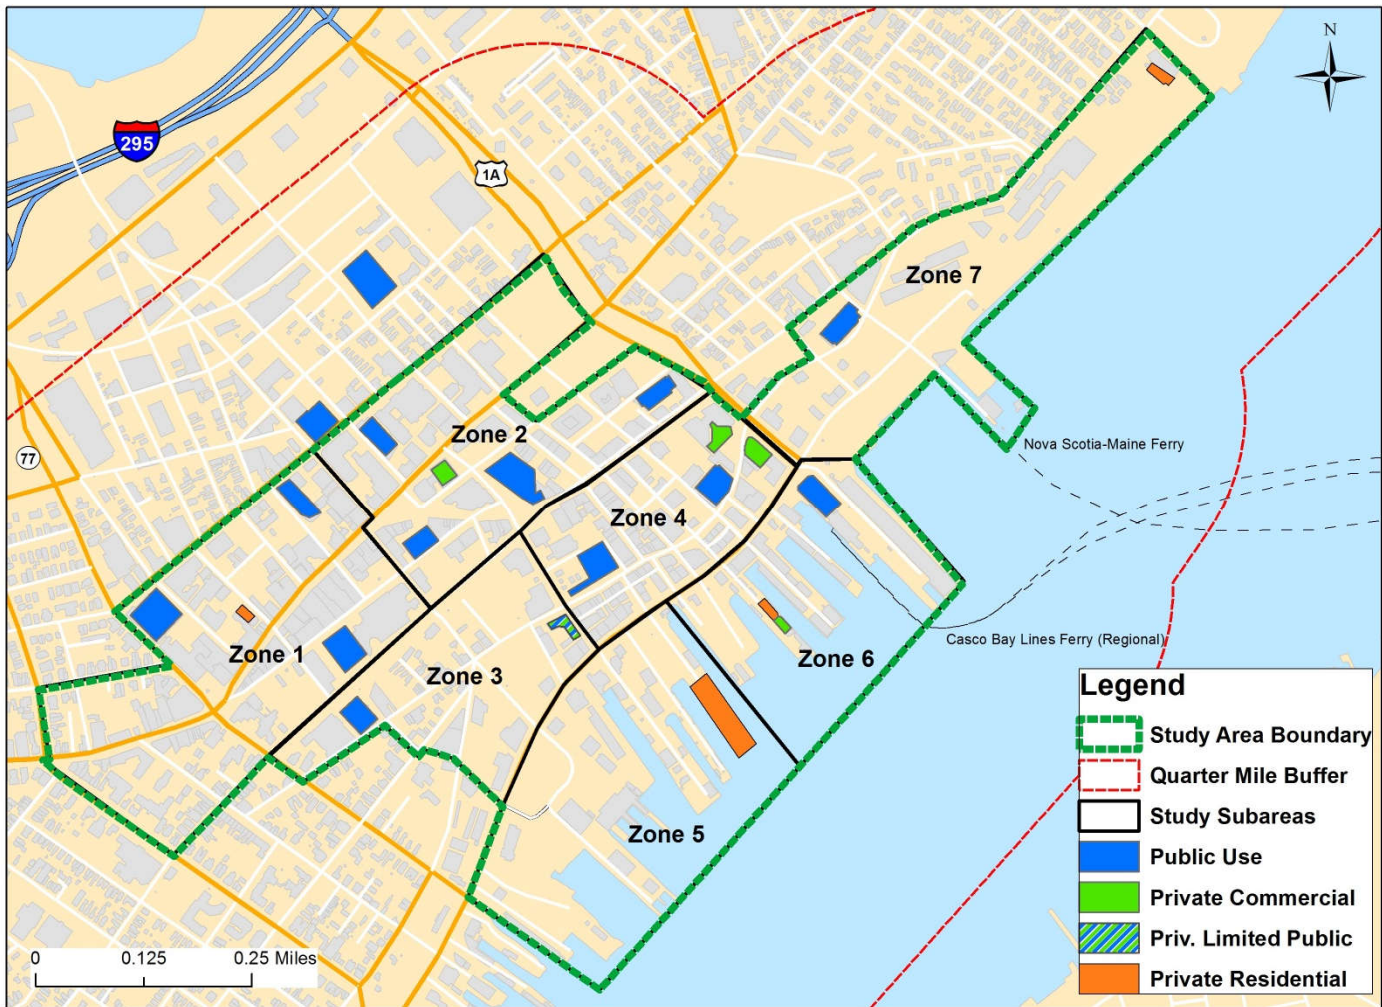 N
295
1A
Zone 7
77
Zone 2
Nova Scotia-Maine Ferry
Zone 4
Casco Bay Lines Ferry (Regional)
Zone 1
Zone 3
Zone 6
Zone 5
Legend
Study Area Boundary
Quarter Mile Buffer
Study Subareas
Public Use
Private Commercial
Priv. Limited Public
Private Residential
0 0.125 0.25 Miles